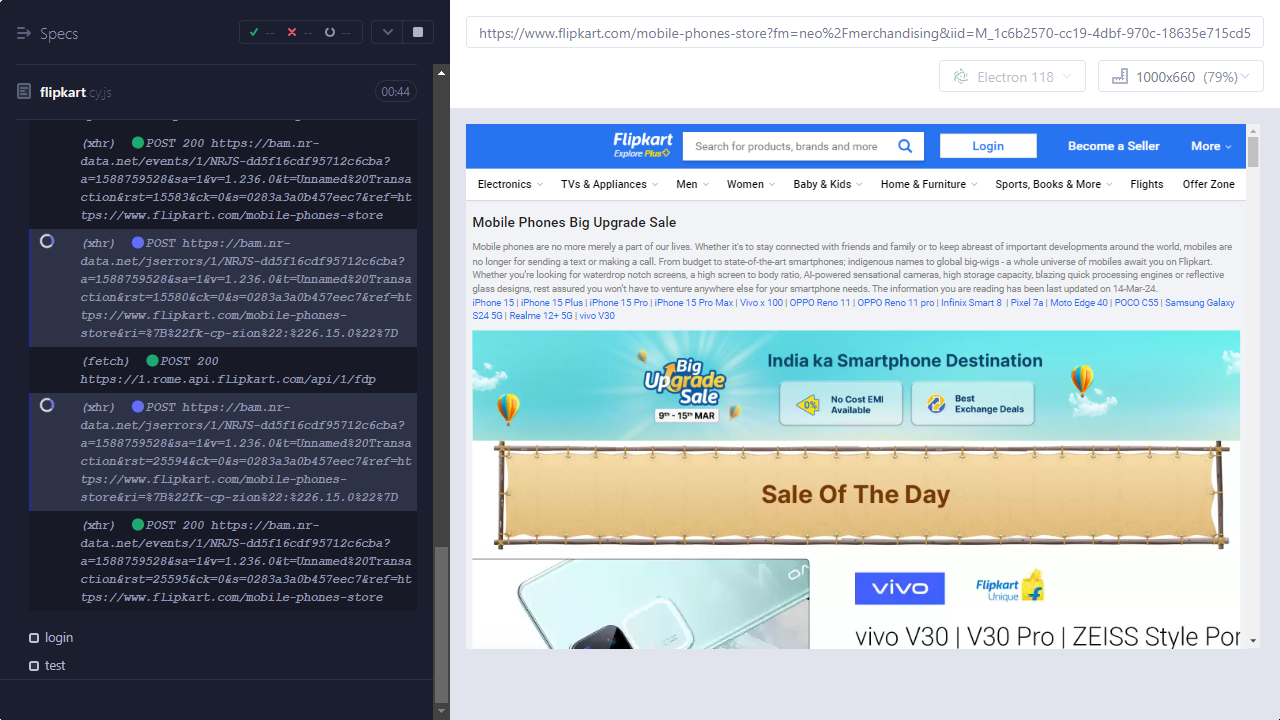 Specs
-- -- --
flipkart.cy.js 00:44
(xhr) POST 200 https://bam.nr-
data.net/events/1/NRJS-dd5f16cdf95712c6cba?
a=1588759528&sa=1&v=1.236.0&t=Unnamed%20Transa
ction&rst=15583&ck=0&s=0283a3a0b457eec7&ref=ht
tps://www.flipkart.com/mobile-phones-store
(xhr) POST https://bam.nr-
data.net/jserrors/1/NRJS-dd5f16cdf95712c6cba?
a=1588759528&sa=1&v=1.236.0&t=Unnamed%20Transa
ction&rst=15580&ck=0&s=0283a3a0b457eec7&ref=ht
tps://www.flipkart.com/mobile-phones-
store&ri=%7B%22fk-cp-zion%22:%226.15.0%22%7D
(fetch) POST 200
https://1.rome.api.flipkart.com/api/1/fdp
(xhr) POST https://bam.nr-
data.net/jserrors/1/NRJS-dd5f16cdf95712c6cba?
a=1588759528&sa=1&v=1.236.0&t=Unnamed%20Transa
ction&rst=25594&ck=0&s=0283a3a0b457eec7&ref=ht
tps://www.flipkart.com/mobile-phones-
store&ri=%7B%22fk-cp-zion%22:%226.15.0%22%7D
(xhr) POST 200 https://bam.nr-
data.net/events/1/NRJS-dd5f16cdf95712c6cba?
a=1588759528&sa=1&v=1.236.0&t=Unnamed%20Transa
ction&rst=25595&ck=0&s=0283a3a0b457eec7&ref=ht
tps://www.flipkart.com/mobile-phones-store
login
test
https://www.flipkart.com/mobile-phones-store?fm=neo%2Fmerchandising&iid=M_1c6b2570-cc19-4dbf-970c-18635e715cd5
Electron 118 1000x660 (79%)
Flipkart
Explore Plus
Search for products, brands and more
Login
Become a Seller
More
Electronics TVs & Appliances Men Women Baby & Kids Home & Furniture Sports, Books & More Flights Offer Zone
Mobile Phones Big Upgrade Sale
Mobile phones are no more merely a part of our lives. Whether it's to stay connected with friends and family or to keep abreast of important developments around the world, mobiles are
no longer for sending a text or making a call. From budget to state-of-the-art smartphones; indigenous names to global big-wigs - a whole universe of mobiles await you on Flipkart.
Whether you're looking for waterdrop notch screens, a high screen to body ratio, AI-powered sensational cameras, high storage capacity, blazing quick processing engines or reflective
glass designs, rest assured you won't have to venture anywhere else for your smartphone needs. The information you are reading has been last updated on 14-Mar-24.
iPhone 15 | iPhone 15 Plus | iPhone 15 Pro | iPhone 15 Pro Max | Vivo x 100 | OPPO Reno 11 | OPPO Reno 11 pro | Infinix Smart 8 | Pixel 7a | Moto Edge 40 | POCO C55 | Samsung Galaxy
S24 5G | Realme 12+ 5G | vivo V30
Big
Upgrade
Sale
9th - 15th MAR
India ka Smartphone Destination
0%
No Cost EMI
Available
Best
Exchange Deals
Sale Of The Day
vivo
Flipkart
Unique
vivo V30 | V30 Pro | ZEISS Style Por